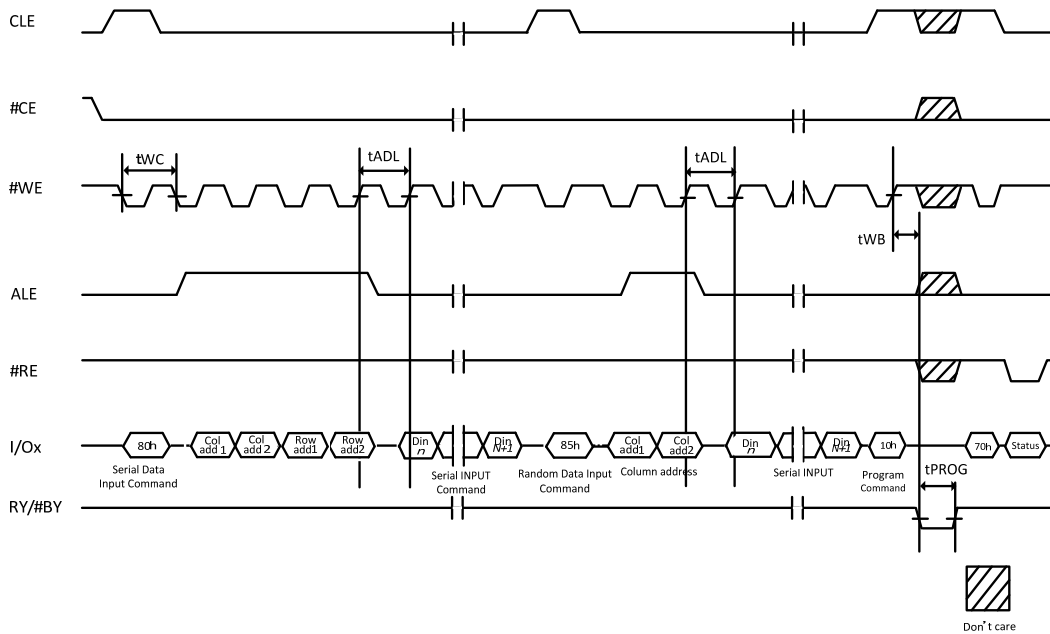 CLE
#CE
tWC
tADL
tADL
#WE
tWB
ALE
#RE
I/Ox
80h
Col
add 1
Col
add 2
Row
add1
Row
add2
Din
n
Din
N+1
85h
Col
add1
Col
add2
Din
n
Din
N+1
10h
70h
Status
Serial Data
Input Command
Serial INPUT
Command
Random Data Input
Command
Column address
Serial INPUT
Program
Command
tPROG
RY/#BY
Don't care